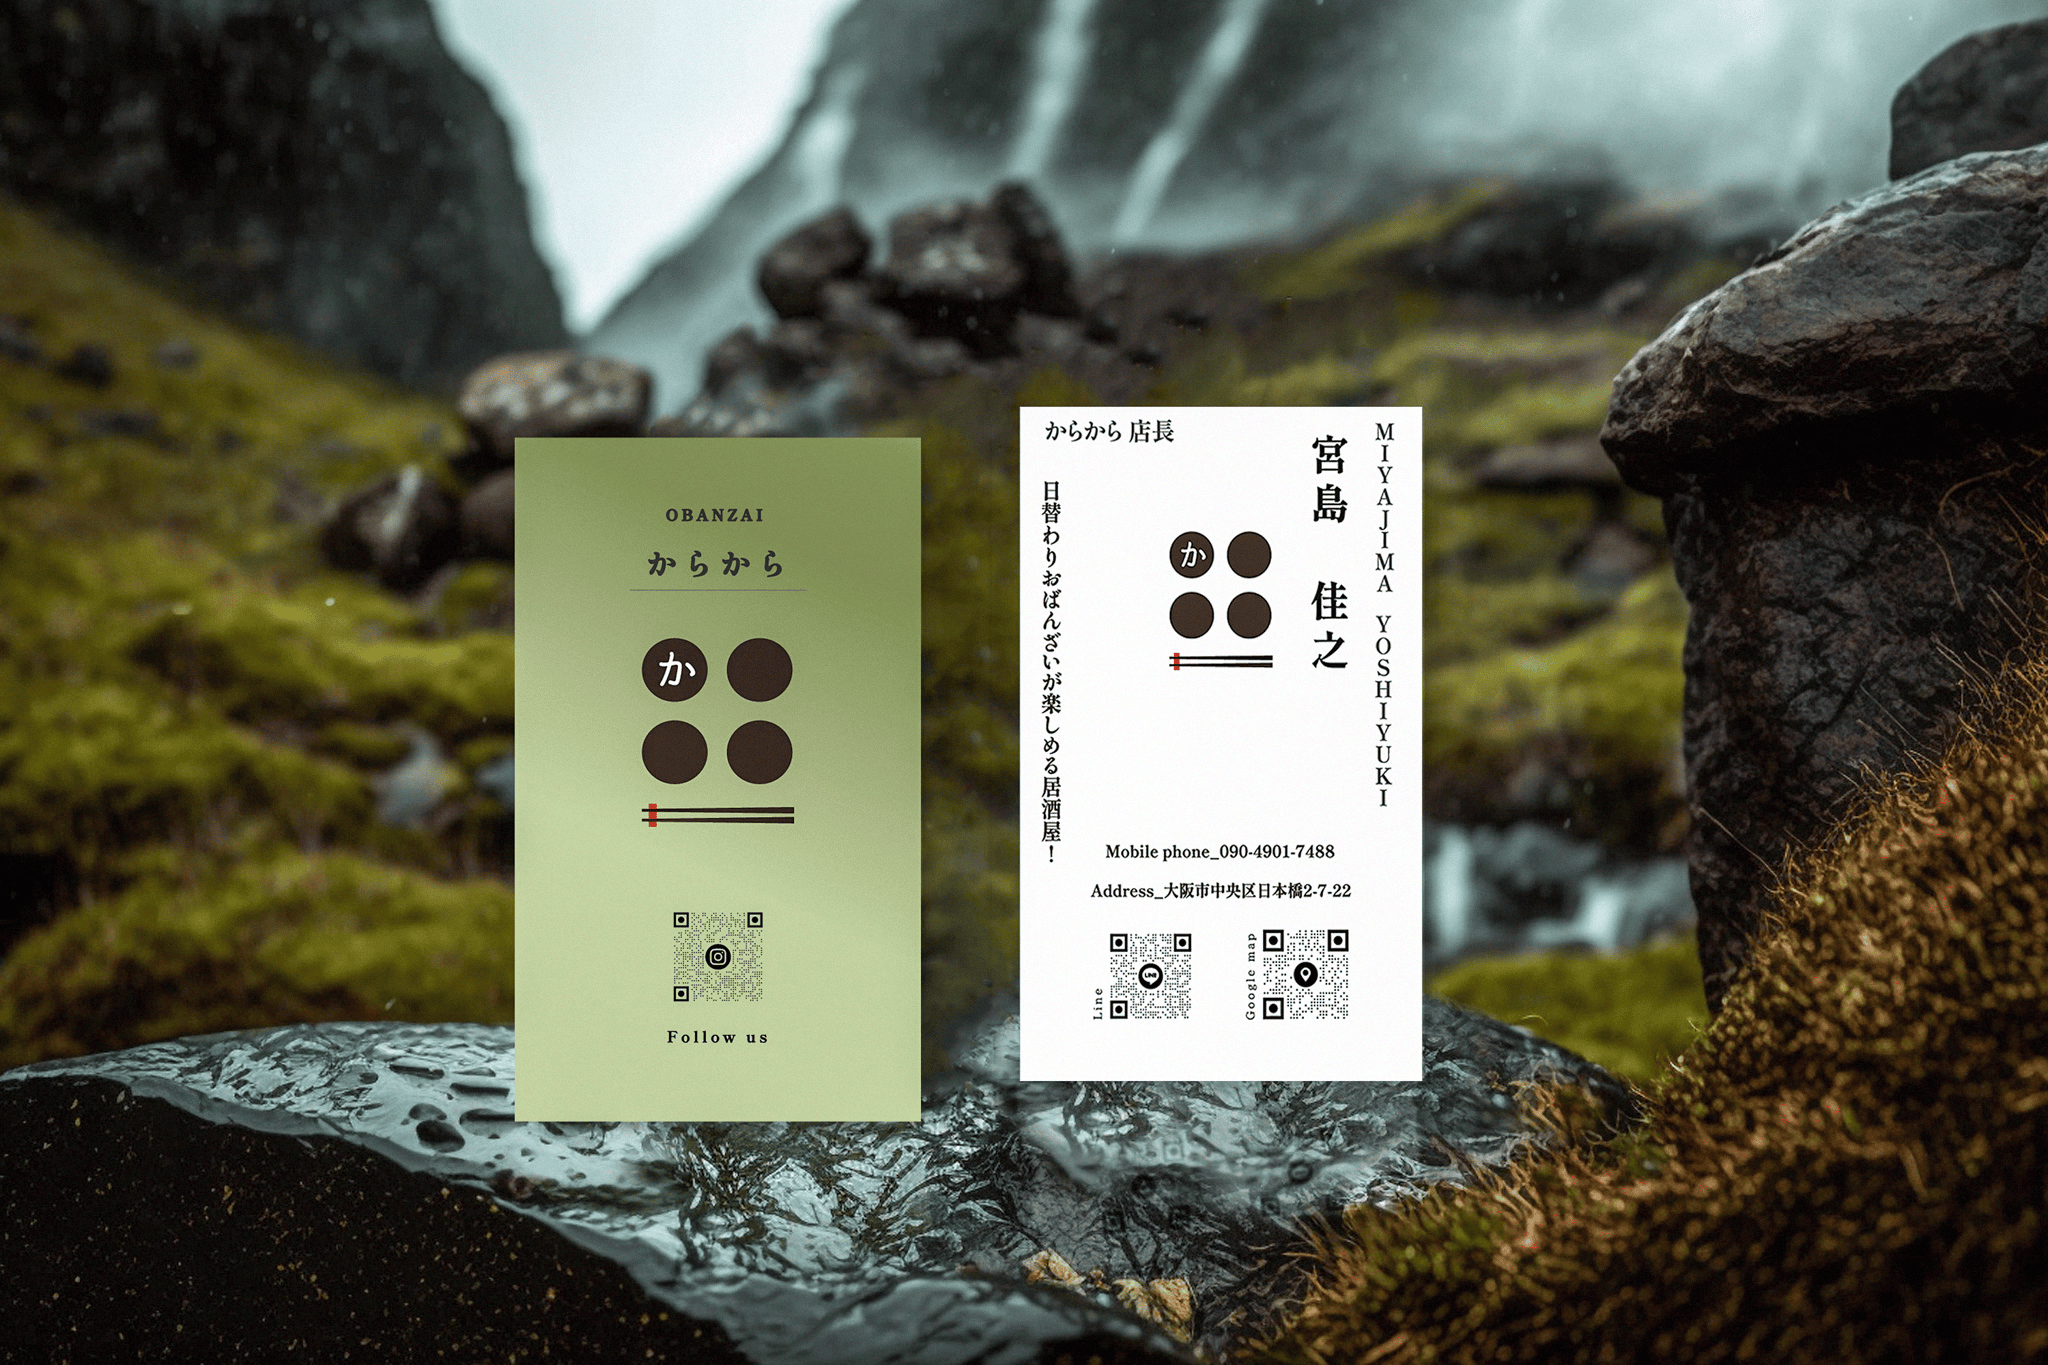 OBANZAI
からから
か
Follow us
からから 店長
MIYAJIMA YOSHIYUKI
宮島 佳之
か
日替わりおばんざいが楽しめる居酒屋！
Mobile phone_090-4901-7488
Address_大阪市中央区日本橋2-7-22
Line
LINE
Google map